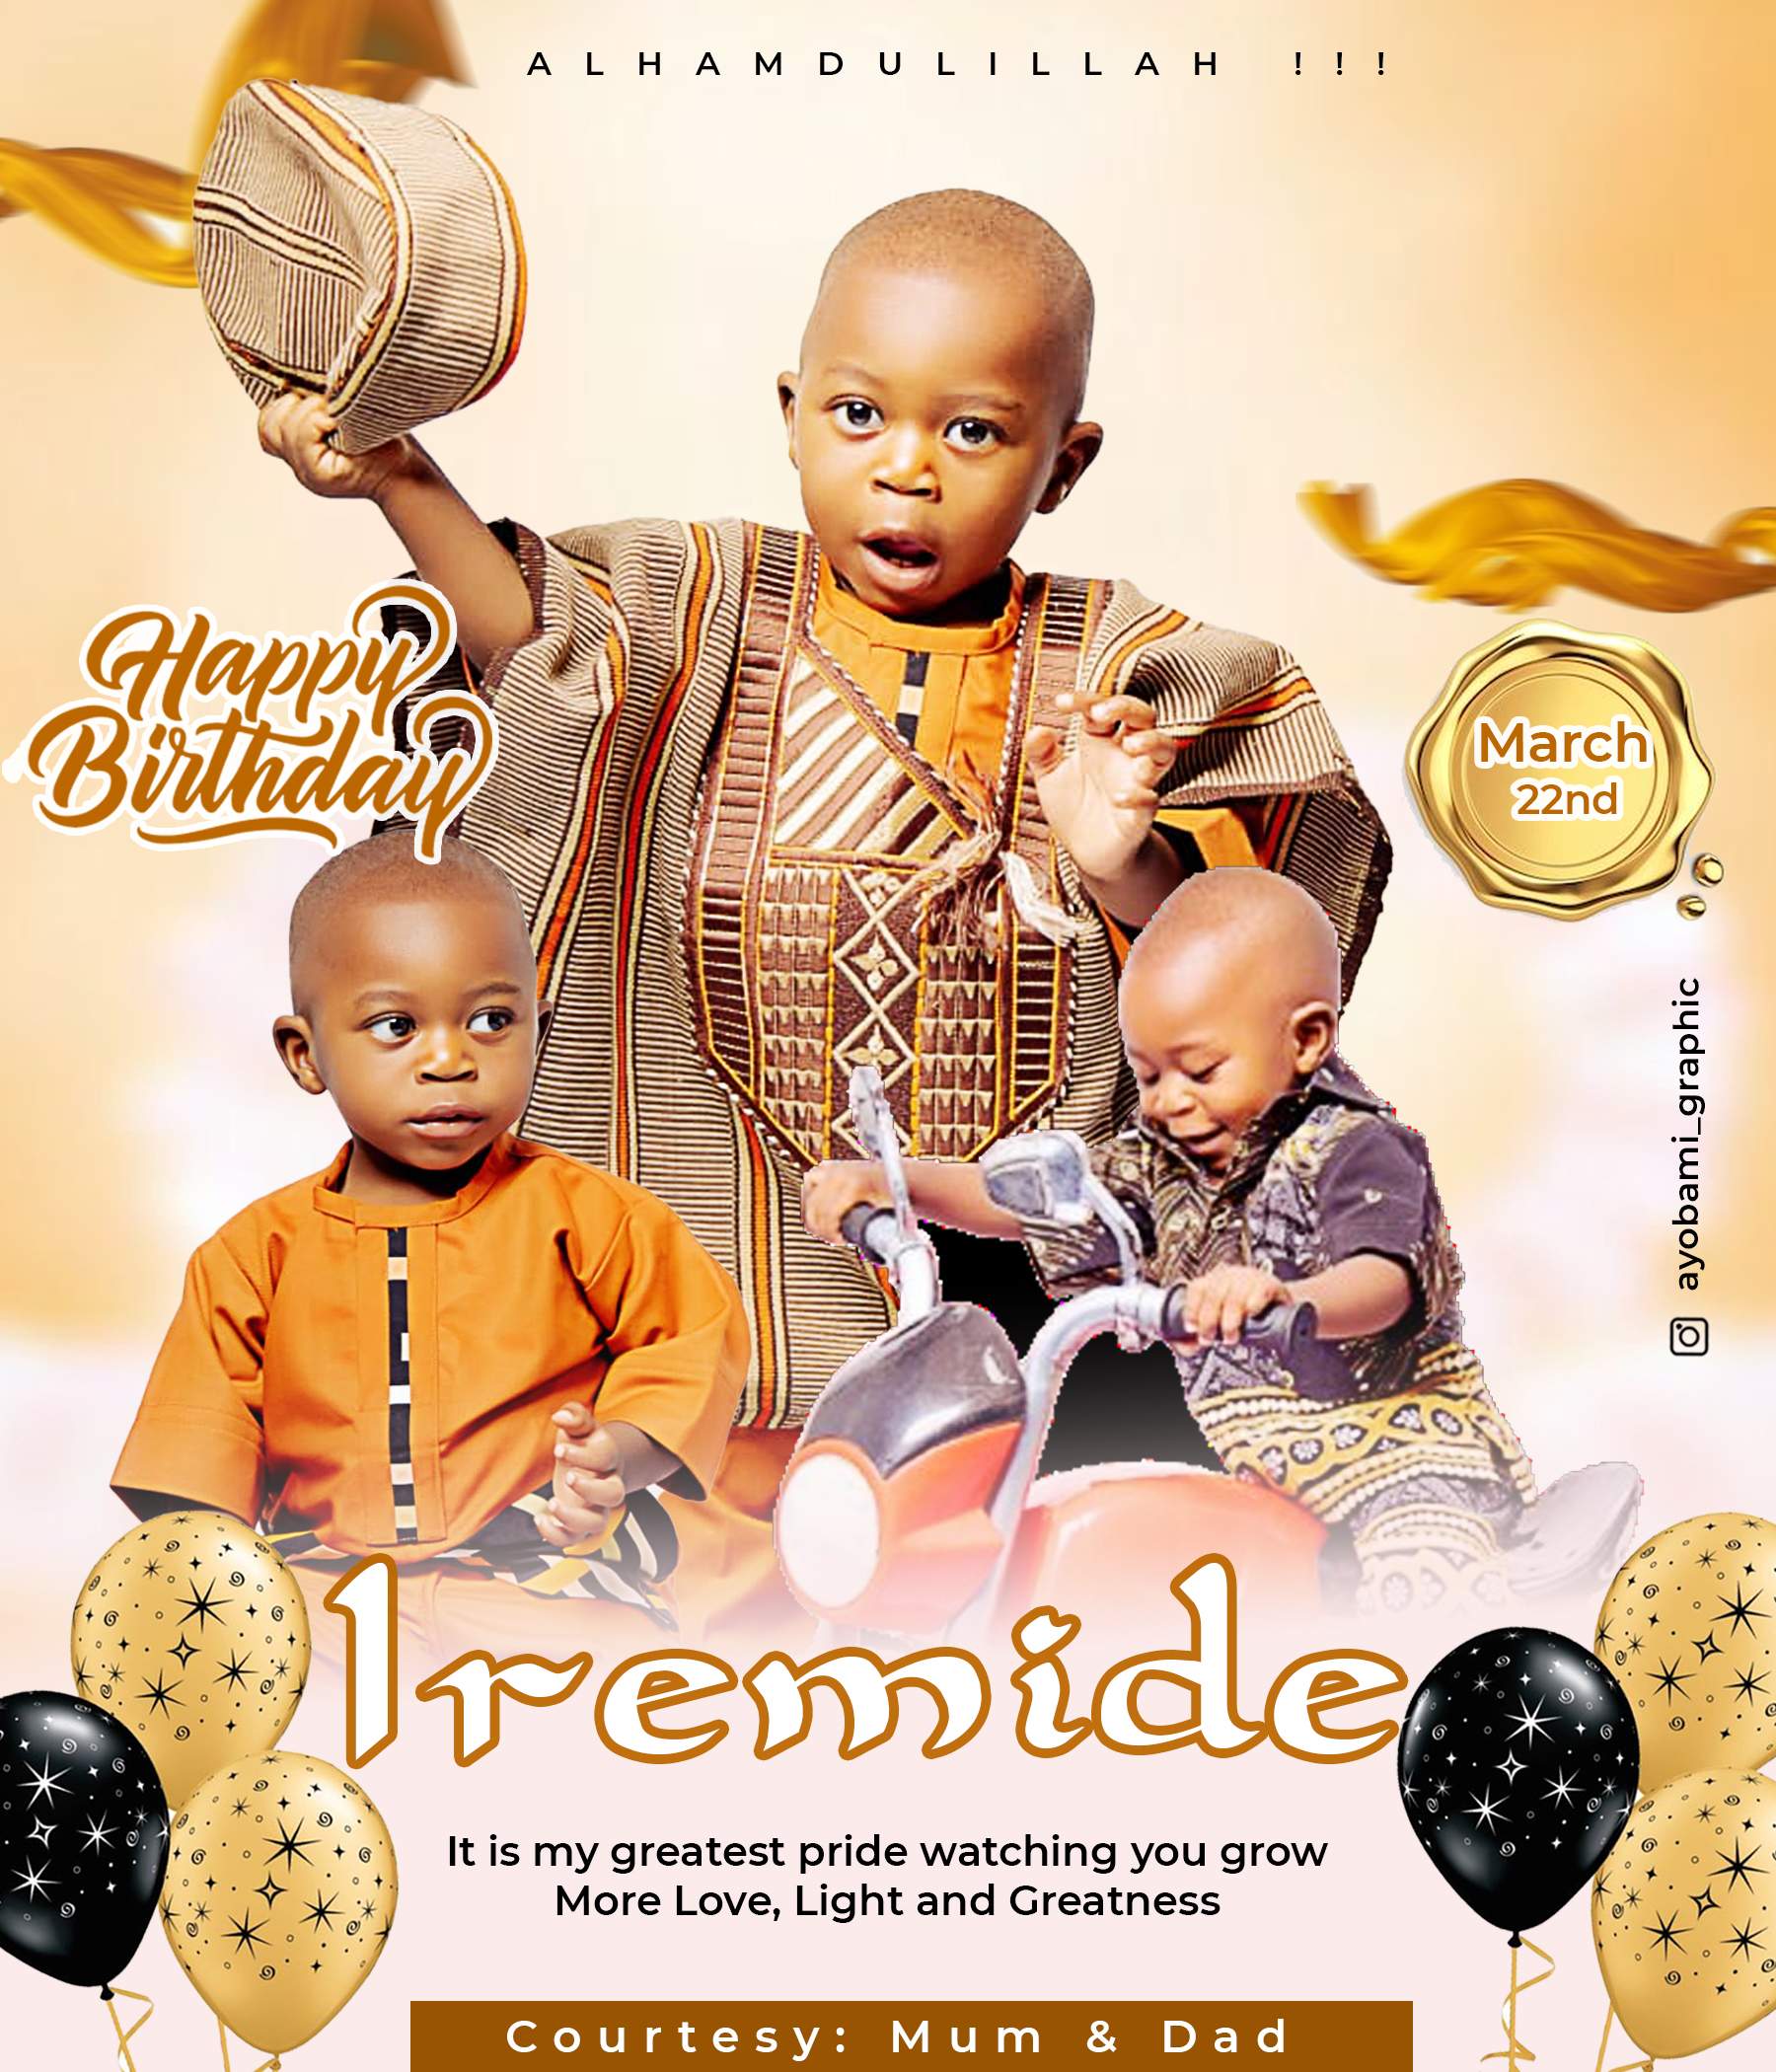 ALHAMDULILLAH !!!
Happy
Birthday
March
22nd
ayobami_graphic
Iremide
It is my greatest pride watching you grow
More Love, Light and Greatness
Courtesy: Mum & Dad